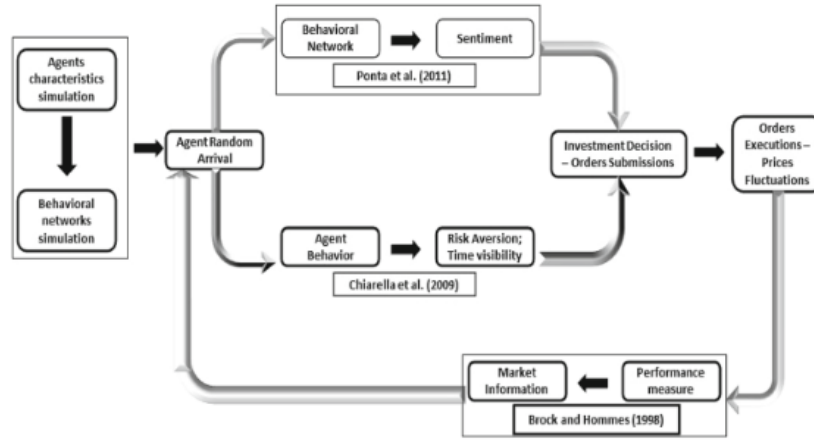 Agents
characteristics
simulation
Behavioral
networks
simulation
Agent Random
Arrival
Behavioral
Network
Sentiment
Ponta et al. (2011)
Agent
Behavior
Risk Aversion;
Time visibility
Chiarella et al. (2009)
Investment Decision
– Orders Submissions
Orders
Executions –
Prices
Fluctuations
Market
Information
Performance
measure
Brock and Hommes (1998)